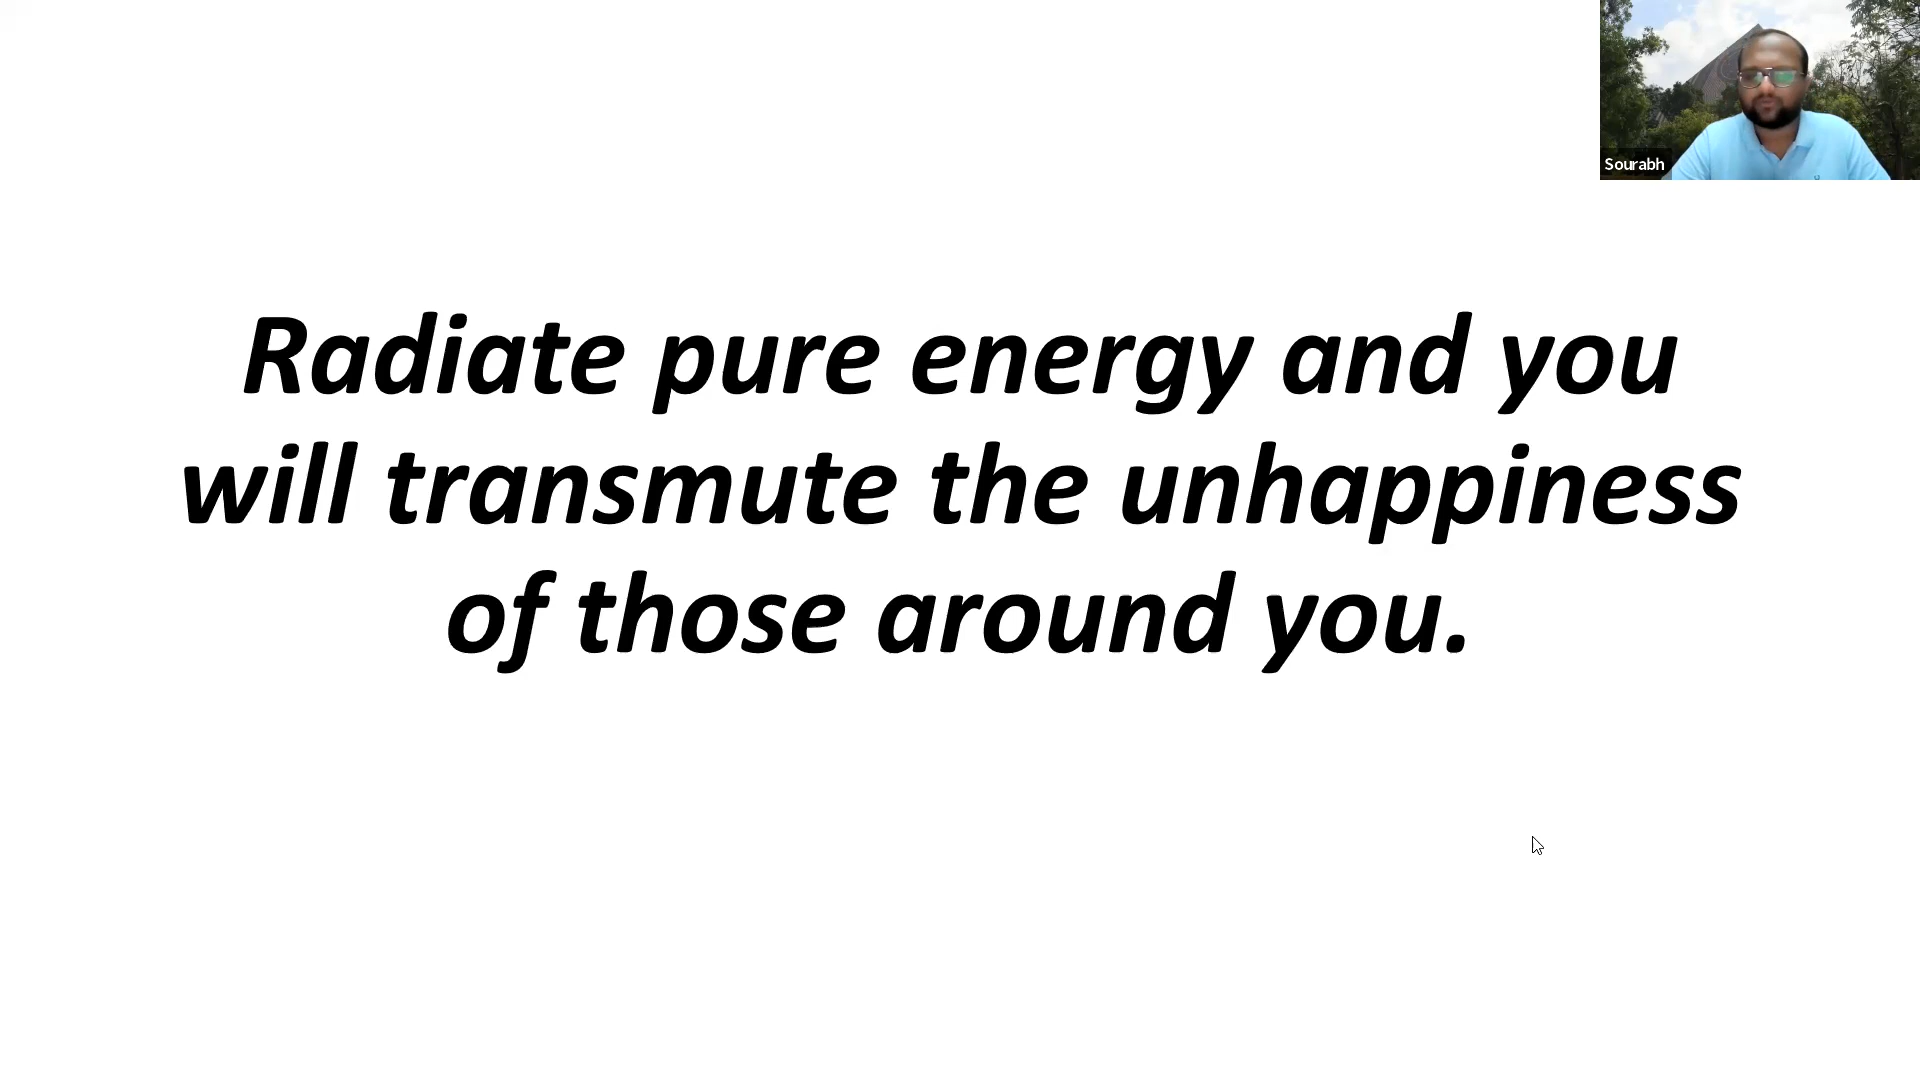 Sourabh
Radiate pure energy and you
will transmute the unhappiness
of those around you.